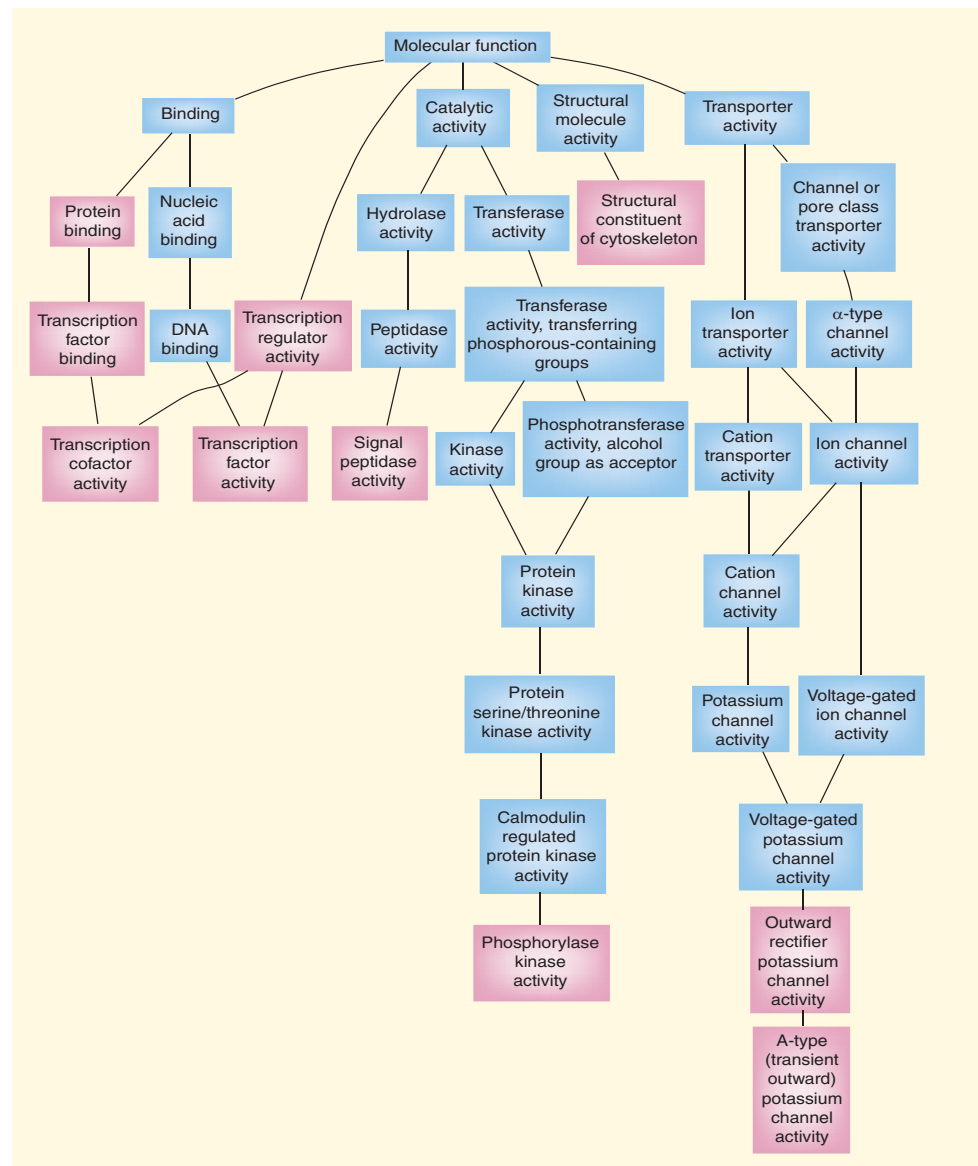 Molecular function
Binding
Catalytic
activity
Structural
molecule
activity
Transporter
activity
Protein
binding
Nucleic
acid
binding
Hydrolase
activity
Transferase
activity
Structural
constituent
of cytoskeleton
Channel or
pore class
transporter
activity
Transcription
factor
binding
DNA
binding
Transcription
regulator
activity
Peptidase
activity
Transferase
activity, transferring
phosphorous-containing
groups
Ion
transporter
activity
α-type
channel
activity
Transcription
cofactor
activity
Transcription
factor
activity
Signal
peptidase
activity
Kinase
activity
Phosphotransferase
activity, alcohol
group as acceptor
Cation
transporter
activity
Ion channel
activity
Protein
kinase
activity
Cation
channel
activity
Protein
serine/threonine
kinase activity
Potassium
channel
activity
Voltage-gated
ion channel
activity
Calmodulin
regulated
protein kinase
activity
Voltage-gated
potassium
channel
activity
Phosphorylase
kinase
activity
Outward
rectifier
potassium
channel
activity
A-type
(transient
outward)
potassium
channel
activity